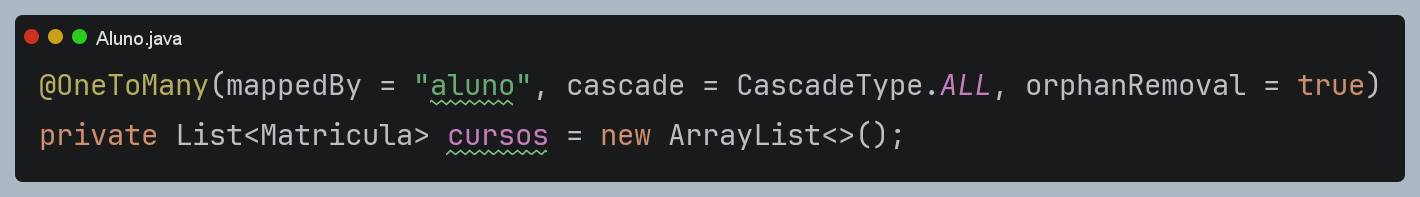 Aluno.java
@OneToMany(mappedBy = "aluno", cascade = CascadeType.ALL, orphanRemoval = true)
private List<Matricula> cursos = new ArrayList<>();